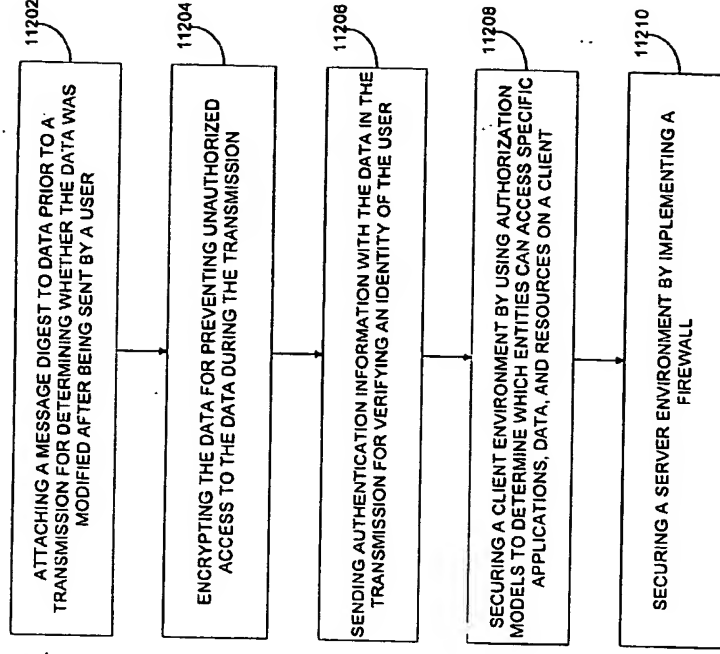 11202
ATTACHING A MESSAGE DIGEST TO DATA PRIOR TO A
TRANSMISSION FOR DETERMINING WHETHER THE DATA WAS
MODIFIED AFTER BEING SENT BY A USER
11204
ENCRYPTING THE DATA FOR PREVENTING UNAUTHORIZED
ACCESS TO THE DATA DURING THE TRANSMISSION
11206
SENDING AUTHENTICATION INFORMATION WITH THE DATA IN THE
TRANSMISSION FOR VERIFYING AN IDENTITY OF THE USER
11208
SECURING A CLIENT ENVIRONMENT BY USING AUTHORIZATION
MODELS TO DETERMINE WHICH ENTITIES CAN ACCESS SPECIFIC
APPLICATIONS, DATA, AND RESOURCES ON A CLIENT
11210
SECURING A SERVER ENVIRONMENT BY IMPLEMENTING A
FIREWALL